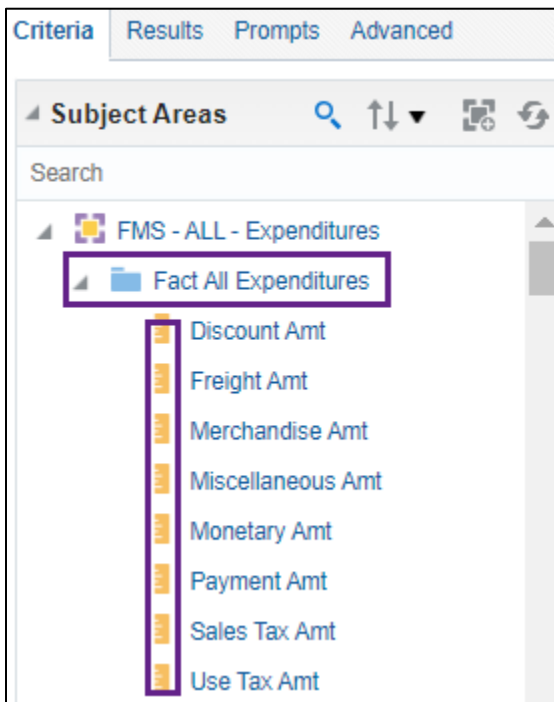 Criteria Results Prompts Advanced
Subject Areas
Search
FMS - ALL - Expenditures
Fact All Expenditures
Discount Amt
Freight Amt
Merchandise Amt
Miscellaneous Amt
Monetary Amt
Payment Amt
Sales Tax Amt
Use Tax Amt